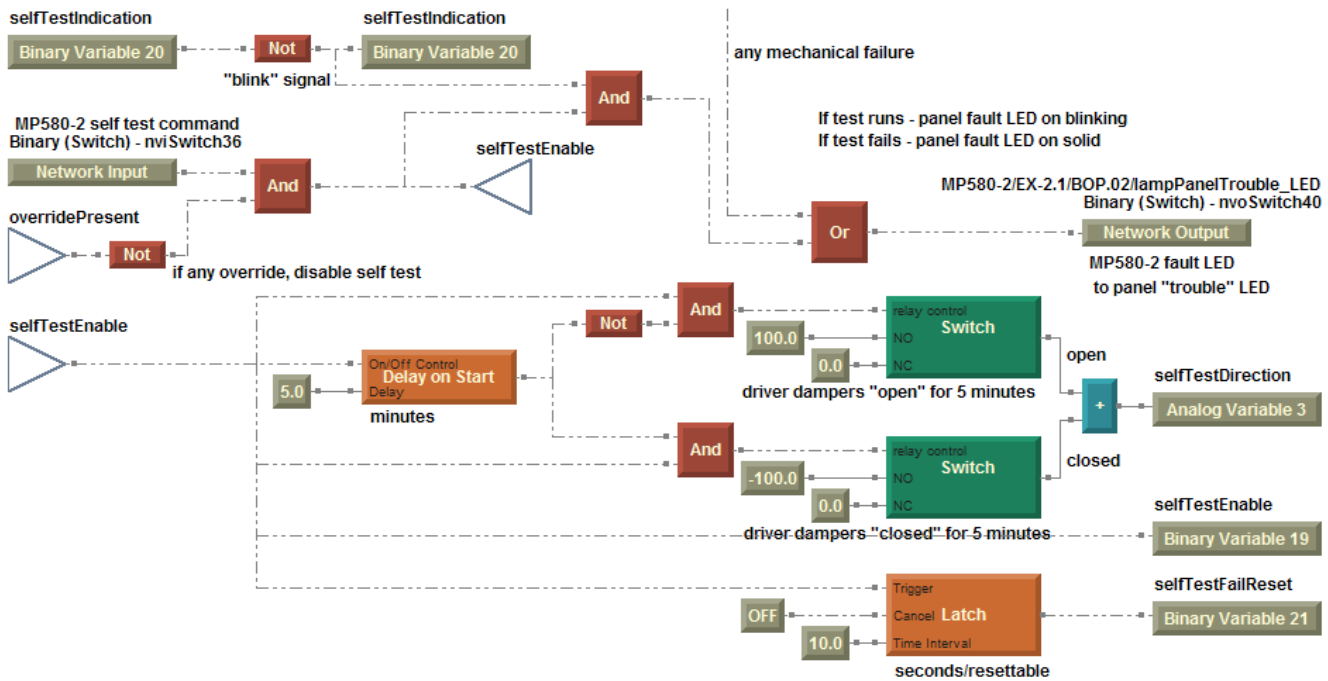 selfTestIndication
Binary Variable 20
Not
"blink" signal
selfTestIndication
Binary Variable 20
any mechanical failure
And
If test runs - panel fault LED on blinking
If test fails - panel fault LED on solid
MP580-2 self test command
Binary (Switch) - nviSwitch36
Network Input
And
selfTestEnable
overridePresent
Not
if any override, disable self test
Or
MP580-2/EX-2.1/BOP.02/lampPanelTrouble_LED
Binary (Switch) - nvoSwitch40
Network Output
MP580-2 fault LED
to panel "trouble" LED
selfTestEnable
On/Off Control
Delay on Start
Delay
5.0
minutes
Not
And
relay control
Switch
NO
NC
100.0
0.0
driver dampers "open" for 5 minutes
open
+
selfTestDirection
Analog Variable 3
closed
And
relay control
Switch
NO
NC
-100.0
0.0
driver dampers "closed" for 5 minutes
selfTestEnable
Binary Variable 19
Trigger
Cancel
Latch
Time Interval
OFF
10.0
seconds/resettable
selfTestFailReset
Binary Variable 21